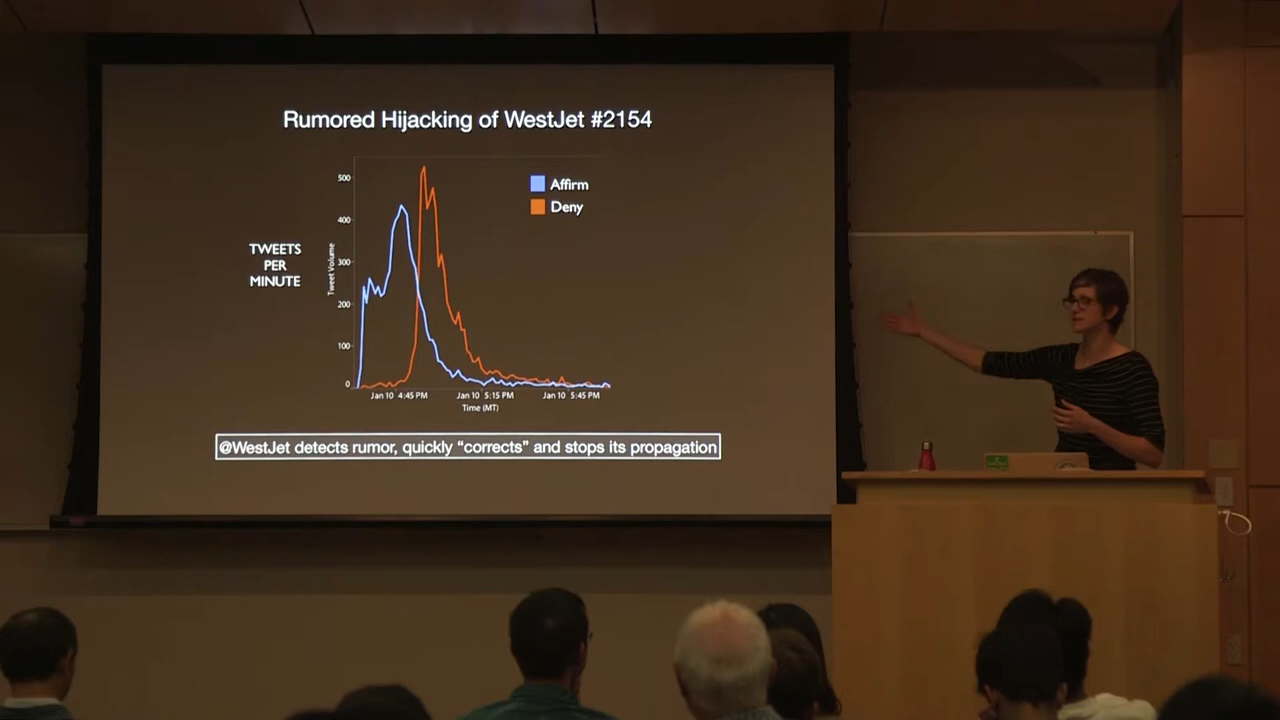 Rumored Hijacking of WestJet #2154
Affirm
Deny
TWEETS
PER
MINUTE
Tweet Volume
500
400
300
200
100
0
Jan 10 4:45 PM
Jan 10 5:15 PM
Jan 10 5:45 PM
Time (MT)
@WestJet detects rumor, quickly “corrects” and stops its propagation